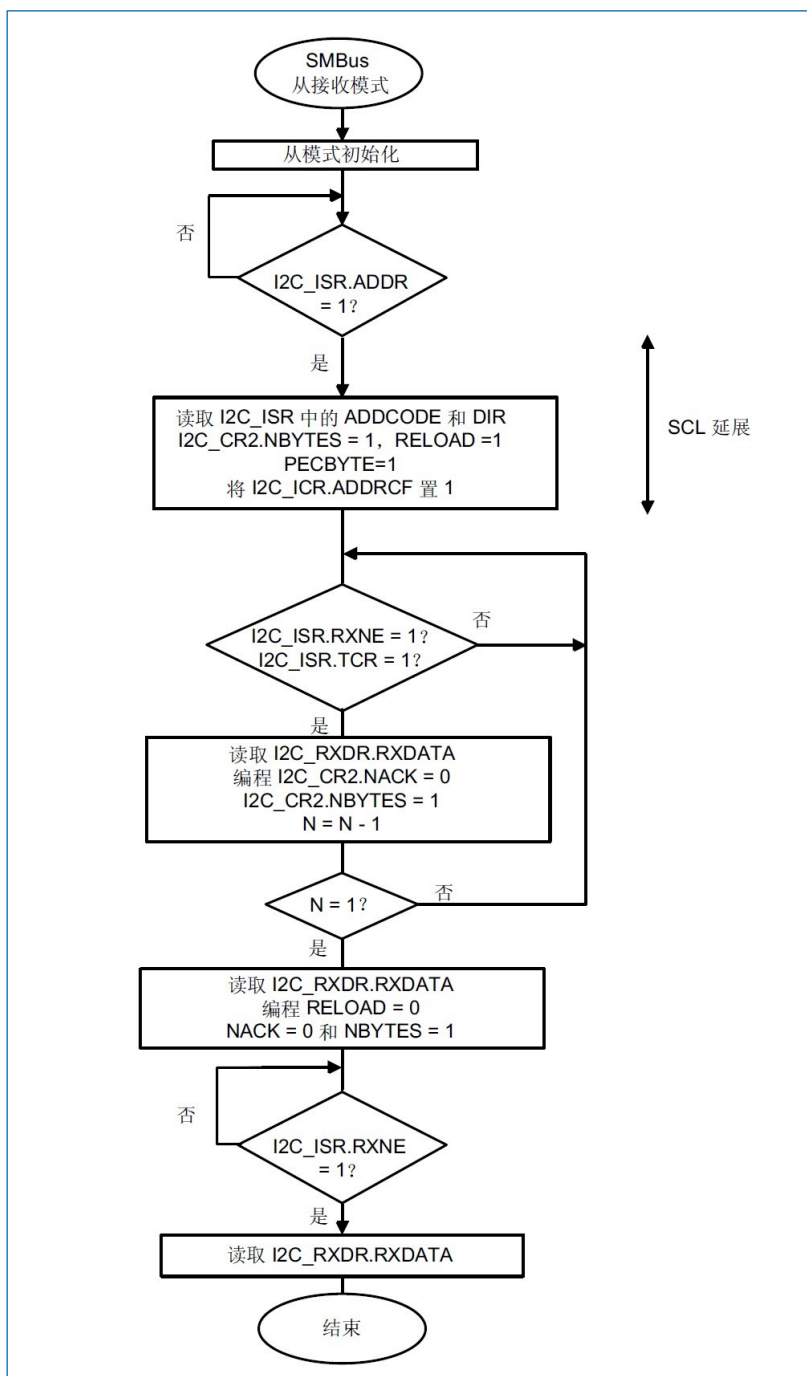 SMBus
从接收模式
从模式初始化
否
I2C_ISR.ADDR
= 1?
是
SCL 延展
读取 I2C_ISR 中的 ADDCODE 和 DIR
I2C_CR2.NBYTES = 1，RELOAD =1
PECBYTE=1
将 I2C_ICR.ADDRCF 置 1
I2C_ISR.RXNE = 1?
I2C_ISR.TCR = 1?
否
是
读取 I2C_RXDR.RXDATA
编程 I2C_CR2.NACK = 0
I2C_CR2.NBYTES = 1
N = N - 1
N = 1?
否
是
读取 I2C_RXDR.RXDATA
编程 RELOAD = 0
NACK = 0 和 NBYTES = 1
否
I2C_ISR.RXNE
= 1?
是
读取 I2C_RXDR.RXDATA
结束